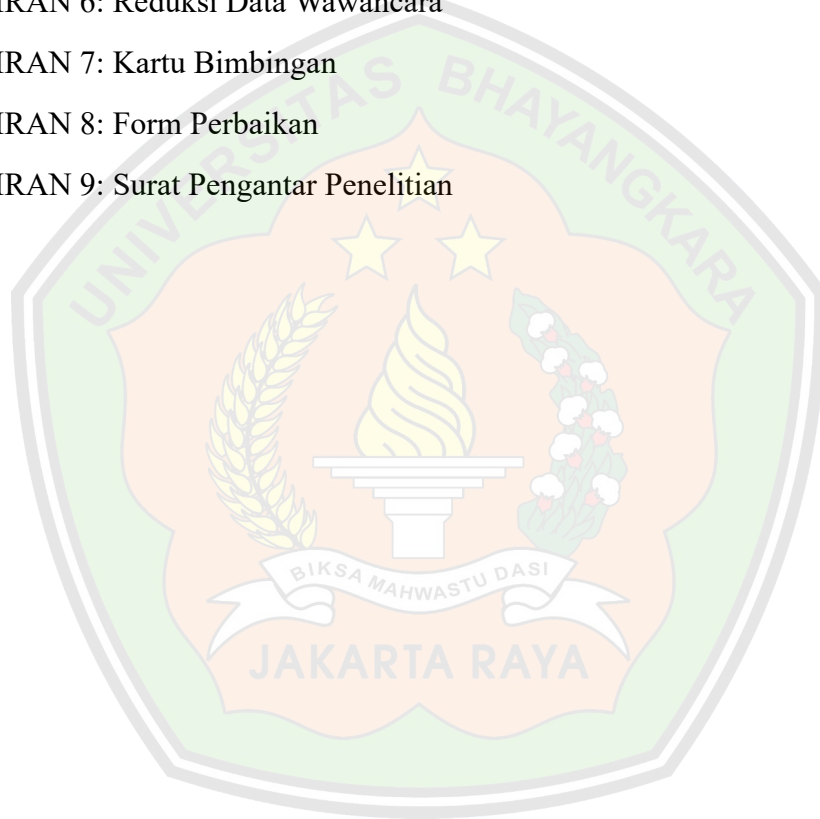 IRAN 6: Reduksi Data Wawancara
IRAN 7: Kartu Bimbingan
IRAN 8: Form Perbaikan
IRAN 9: Surat Pengantar Penelitian
UNIVERSITAS BHAYANGKARA
BIKSA MAHWASTU DASI
JAKARTA RAYA